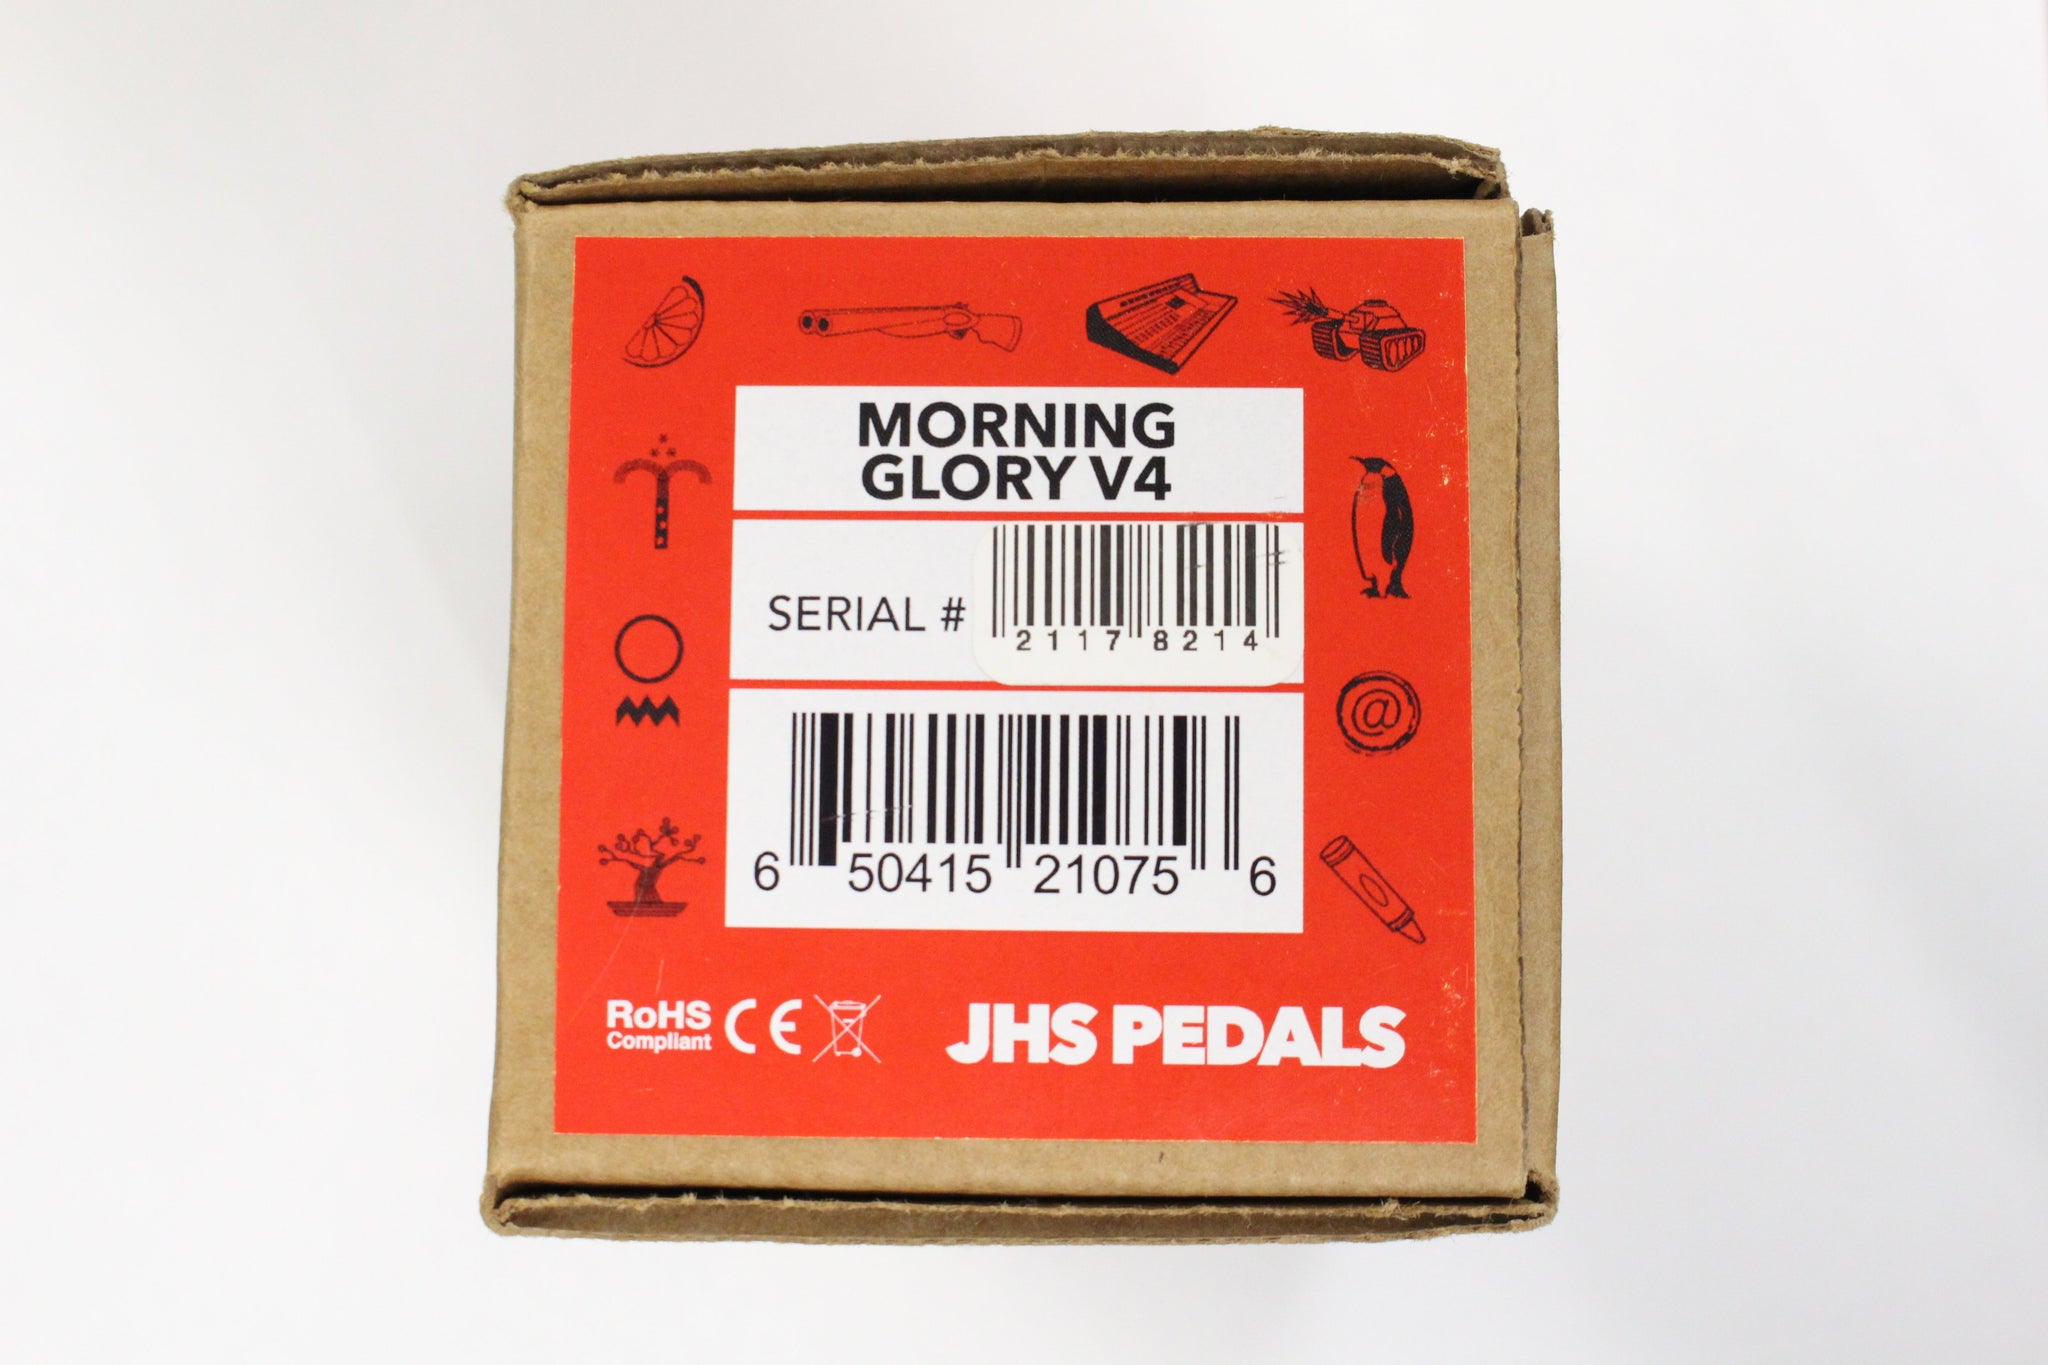 MORNING
GLORY V4
SERIAL #
2117 8214
6 50415 21075 6
@
RoHS
Compliant
CE
JHS PEDALS